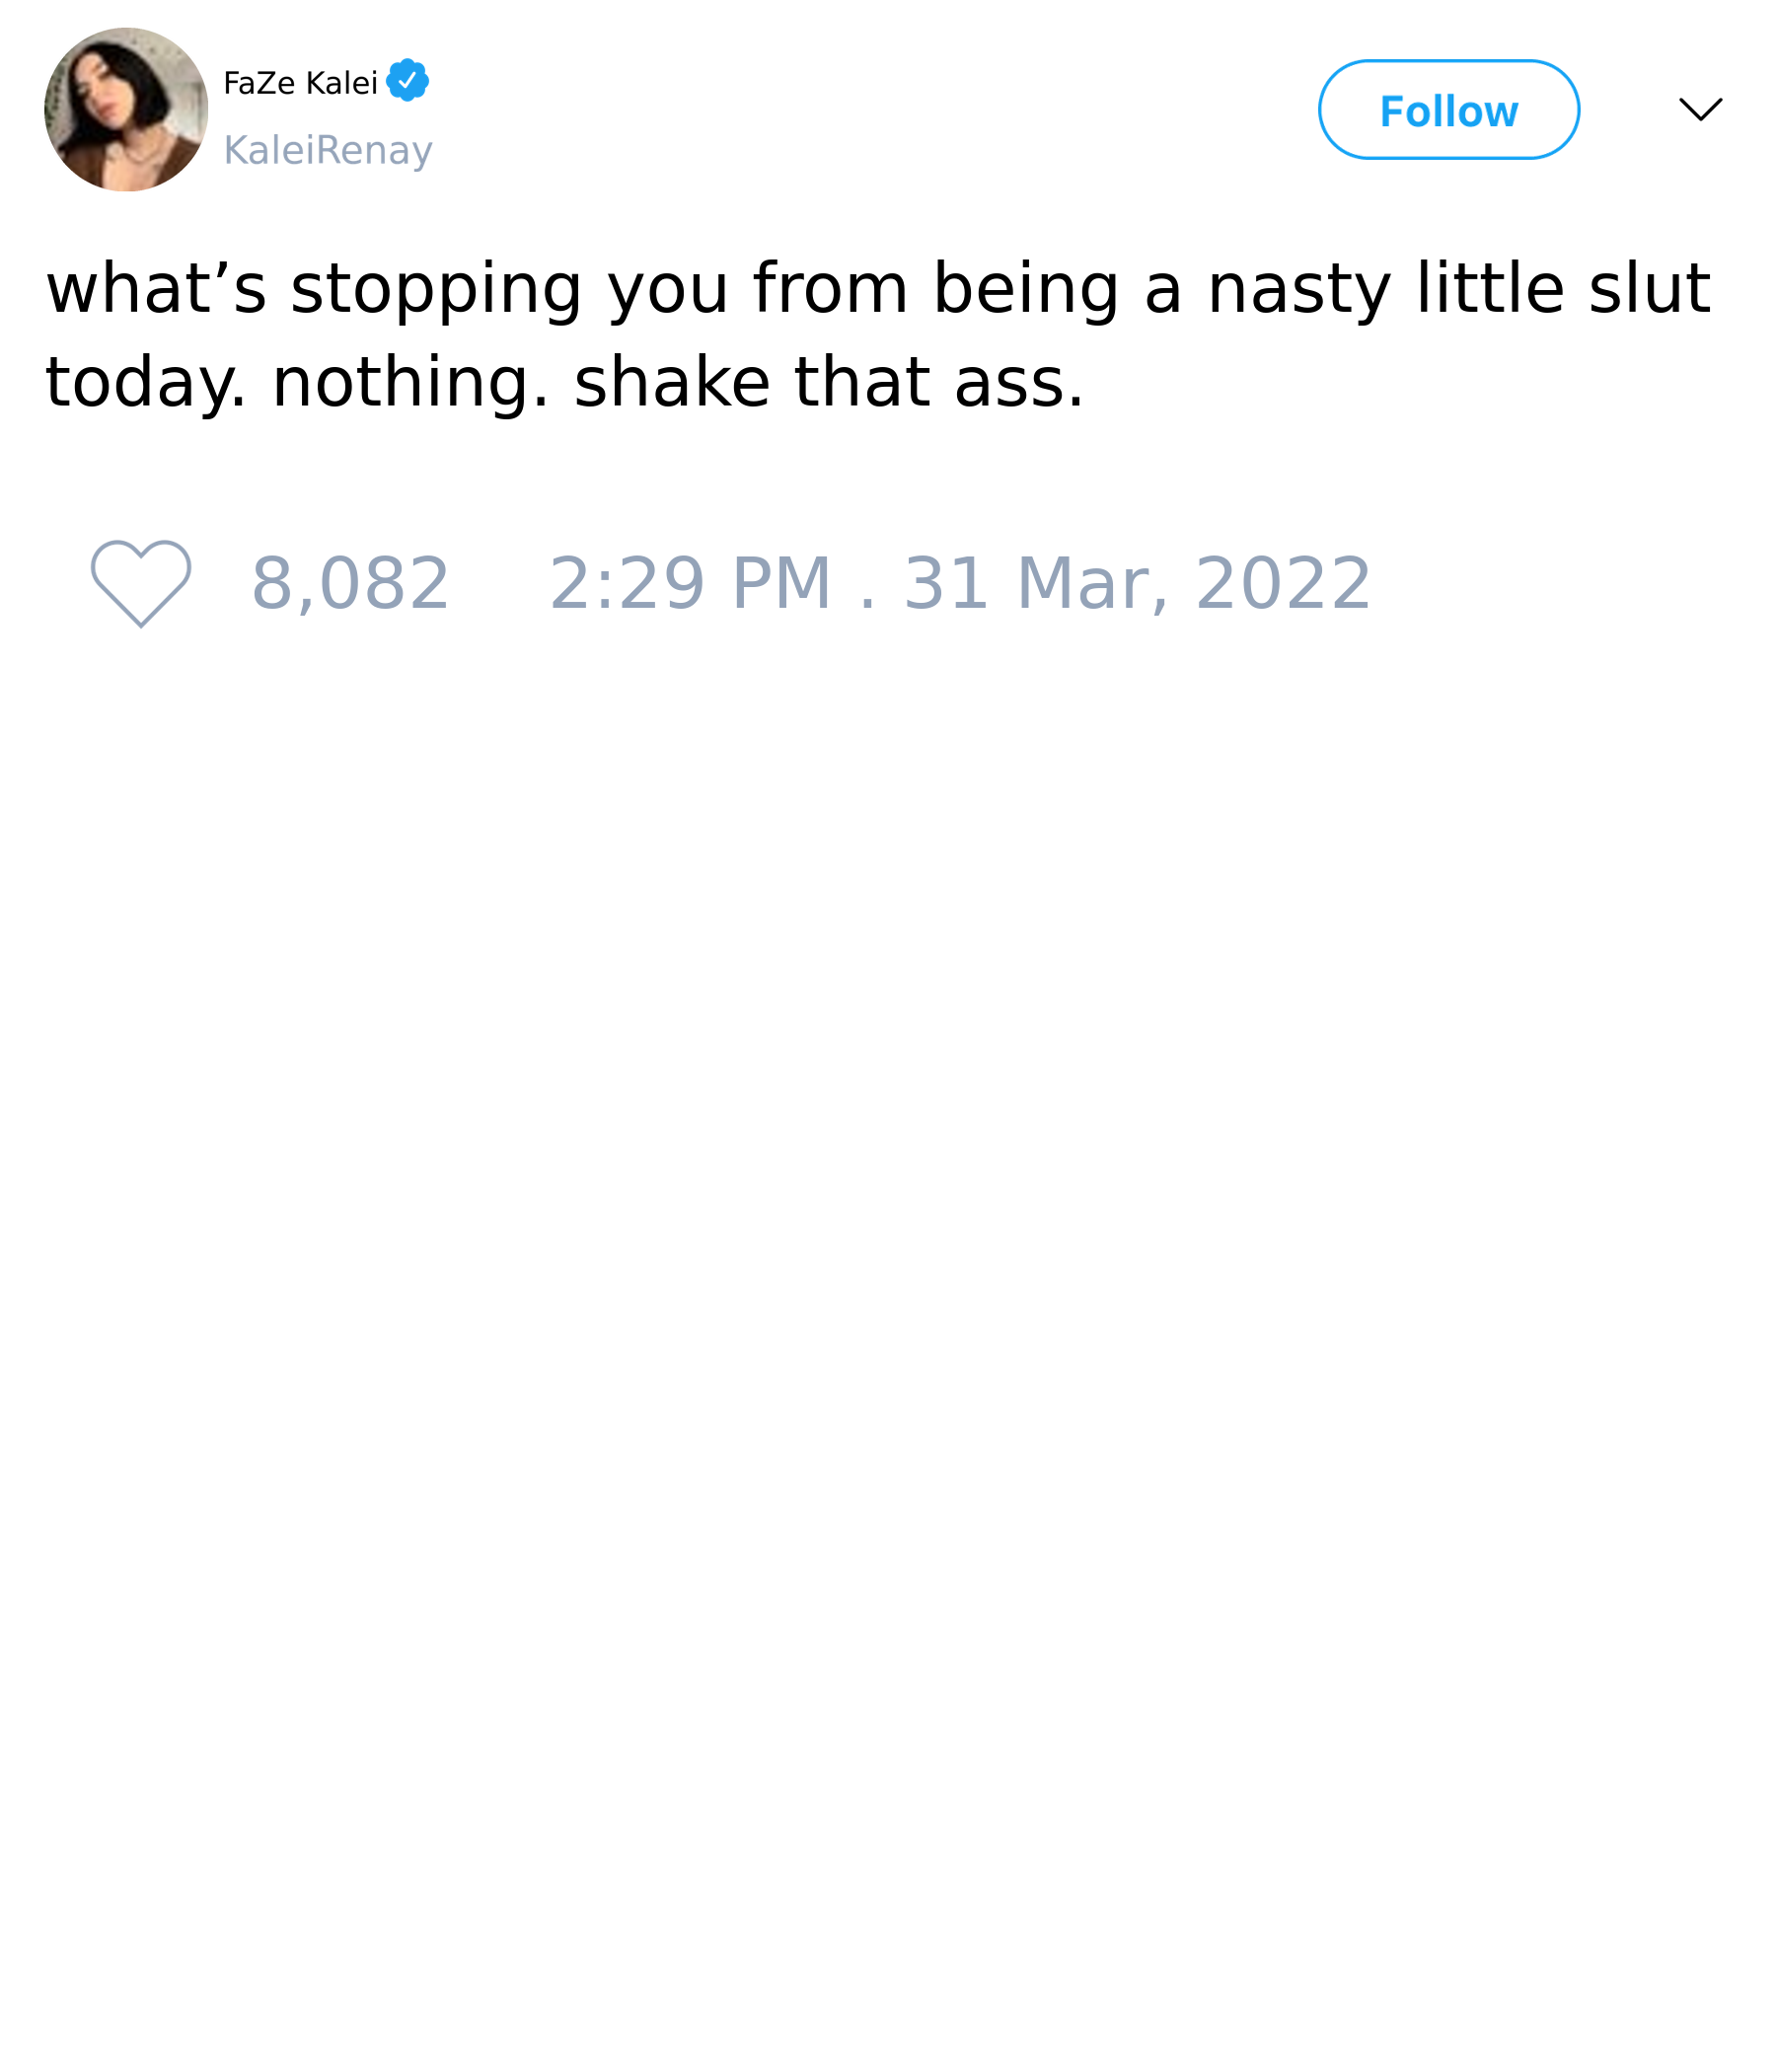 FaZe Kalei
KaleiRenay
Follow
what’s stopping you from being a nasty little slut
today. nothing. shake that ass.
8,082 2:29 PM . 31 Mar, 2022